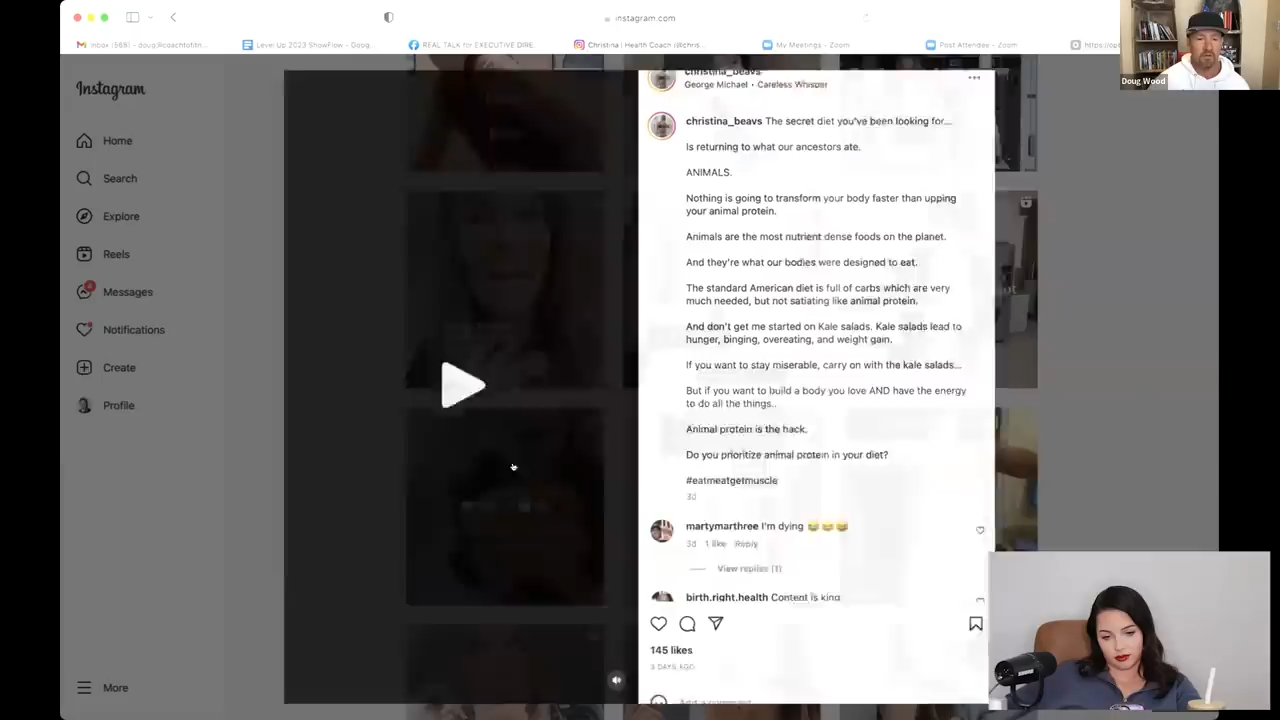 instagram.com
Inbox (568) - doug@coachtofitn...
Level Up 2023 ShowFlow - Doug...
REAL TALK for EXECUTIVE DIRE...
Christina | Health Coach (@chris...
My Meetings - Zoom
Post Attendee - Zoom
Doug Wood
Instagram
Home
Search
Explore
Reels
4
Messages
Notifications
Create
Profile
More
christina_beavs
George Michael • Careless Whisper
christina_beavs The secret diet you've been looking for...
Is returning to what our ancestors ate.
ANIMALS.
Nothing is going to transform your body faster than upping
your animal protein.
Animals are the most nutrient dense foods on the planet.
And they're what our bodies were designed to eat.
The standard American diet is full of carbs which are very
much needed, but not satiating like animal protein.
And don't get me started on Kale salads. Kale salads lead to
hunger, binging, overeating, and weight gain.
If you want to stay miserable, carry on with the kale salads...
But if you want to build a body you love AND have the energy
to do all the things..
Animal protein is the hack.
Do you prioritize animal protein in your diet?
#eatmeatgetmuscle
3d
martymarthree I'm dying 😂😂😂
3d 1 like Reply
View replies (1)
birth.right.health Content is king
145 likes
3 DAYS AGO